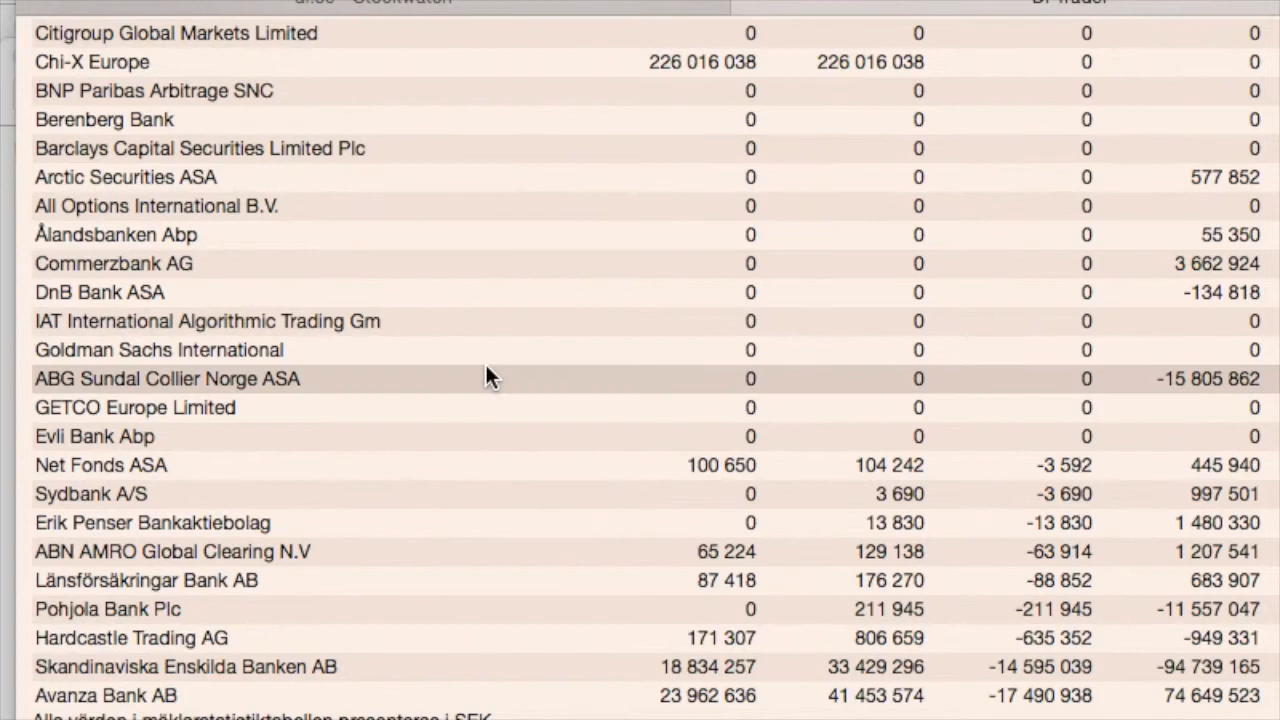 Citigroup Global Markets Limited 0 0 0 0
Chi-X Europe 226 016 038 226 016 038 0 0
BNP Paribas Arbitrage SNC 0 0 0 0
Berenberg Bank 0 0 0 0
Barclays Capital Securities Limited Plc 0 0 0 0
Arctic Securities ASA 0 0 0 577 852
All Options International B.V. 0 0 0 0
Ålandsbanken Abp 0 0 0 55 350
Commerzbank AG 0 0 0 3 662 924
DnB Bank ASA 0 0 0 -134 818
IAT International Algorithmic Trading Gm 0 0 0 0
Goldman Sachs International 0 0 0 0
ABG Sundal Collier Norge ASA 0 0 0 -15 805 862
GETCO Europe Limited 0 0 0 0
Evli Bank Abp 0 0 0 0
Net Fonds ASA 100 650 104 242 -3 592 445 940
Sydbank A/S 0 3 690 -3 690 997 501
Erik Penser Bankaktiebolag 0 13 830 -13 830 1 480 330
ABN AMRO Global Clearing N.V 65 224 129 138 -63 914 1 207 541
Länsförsäkringar Bank AB 87 418 176 270 -88 852 683 907
Pohjola Bank Plc 0 211 945 -211 945 -11 557 047
Hardcastle Trading AG 171 307 806 659 -635 352 -949 331
Skandinaviska Enskilda Banken AB 18 834 257 33 429 296 -14 595 039 -94 739 165
Avanza Bank AB 23 962 636 41 453 574 -17 490 938 74 649 523
Alla värden i mäklarstatistiktabellen presenteras i SEK